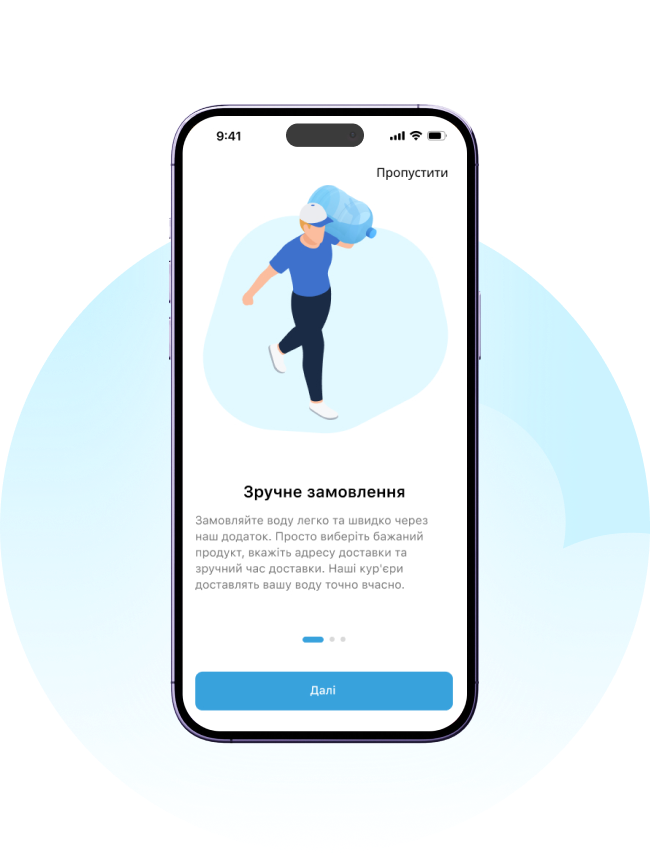 9:41
Пропустити
Зручне замовлення
Замовляйте воду легко та швидко через
наш додаток. Просто виберіть бажаний
продукт, вкажіть адресу доставки та
зручний час доставки. Наші кур'єри
доставлять вашу воду точно вчасно.
Далі